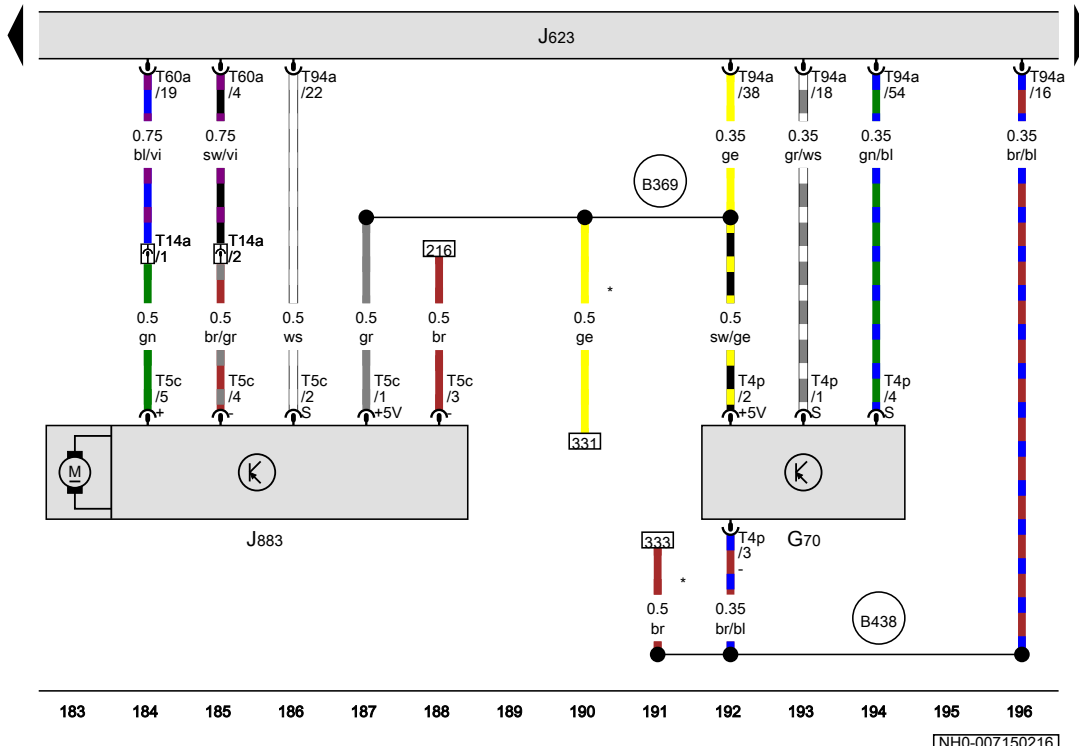 J623
T60a T60a T94a T94a T94a T94a T94a
/19 /4 /22 /38 /18 /54 /16
0.75 0.75 0.35 0.35 0.35 0.35
bl/vi sw/vi ge gr/ws gn/bl br/bl
B369
T14a T14a
/1 /2
216
*
0.5 0.5 0.5 0.5 0.5 0.5 0.5
gn br/gr ws gr br ge sw/ge
T5c T5c T5c T5c T5c T4p T4p T4p
/5 /4 /2 /1 /3 /2 /1 /4
+ - S +5V - +5V S S
331
M
J883
333
T4p
/3
-
G70
*
0.5 0.35
br br/bl
B438
183 184 185 186 187 188 189 190 191 192 193 194 195 196
NH0-007150216